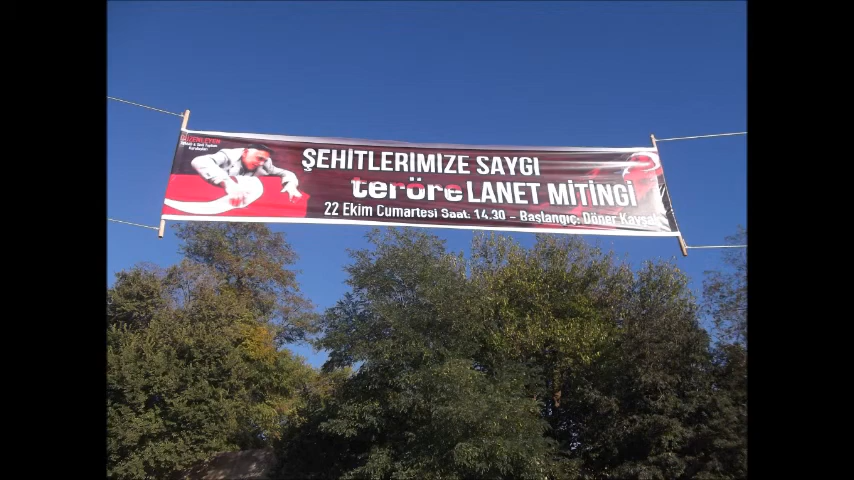 DÜZENLEYEN
ŞEHİTLERİMİZE SAYGI
teröre LANET MİTİNGİ
22 Ekim Cumartesi Saat: 14.30 - Başlangıç: Döner Kavşak